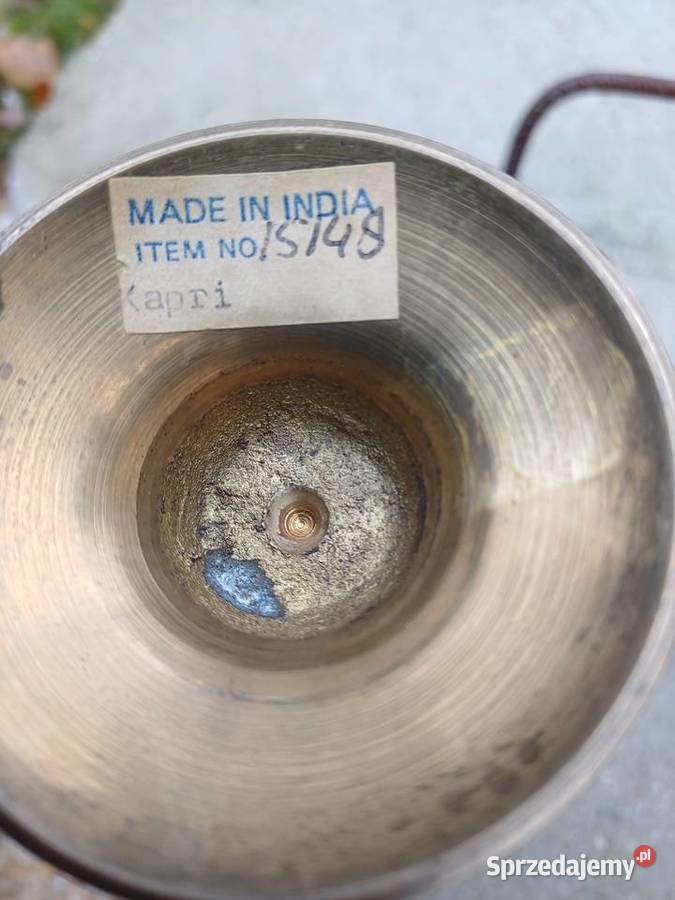 MADE IN INDIA
ITEM NO 15148
Kapri
Sprzedajemy.pl